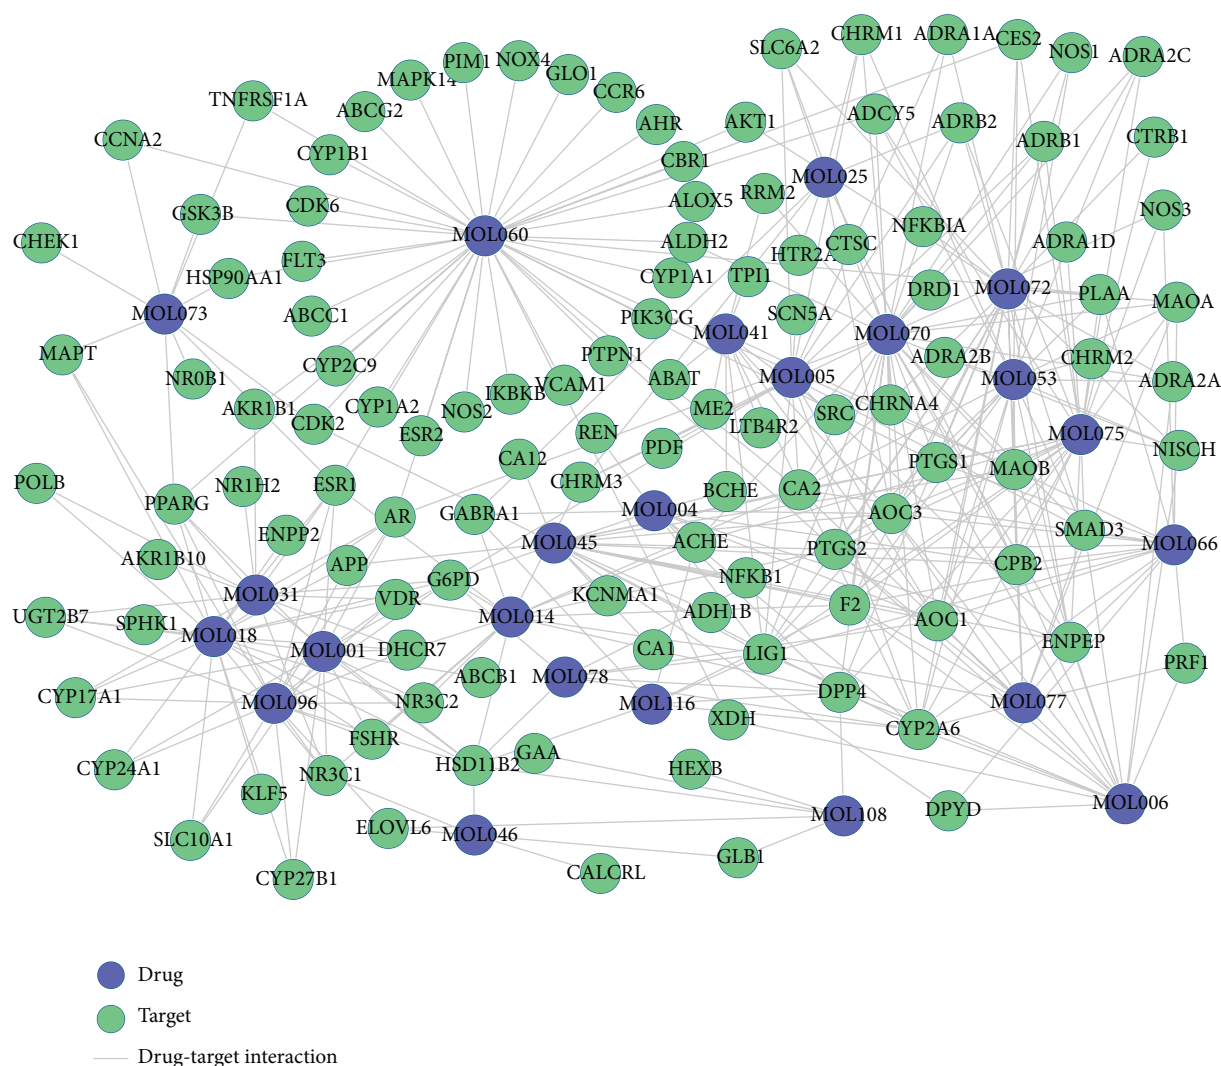 CHRM1
ADRA1A
CES2
SLC6A2
NOS1
ADRA2C
PIM1
NOX4
GLO1
MAPK14
CCR6
TNFRSF1A
ABCG2
AHR
AKT1
ADCY5
ADRB2
ADRB1
CTRB1
CCNA2
CYP1B1
CBR1
MOL025
RRM2
ALOX5
GSK3B
CDK6
NOS3
NFKBIA
MOL060
CHEK1
ALDH2
HTR2A
CTSC
ADRA1D
FLT3
HSP90AA1
CYP1A1
TPI1
DRD1
MOL072
PLAA
MAOA
MOL073
ABCC1
PIK3CG
MOL041
SCN5A
MOL070
MAPT
CYP2C9
PTPN1
ADRA2B
CHRM2
NR0B1
VCAM1
ABAT
MOL005
MOL053
ADRA2A
IKBKB
AKR1B1
CDK2
CYP1A2
NOS2
ME2
LTB4R2
SRC
CHRNA4
ESR2
REN
PDF
MOL075
NISCH
CA12
PTGS1
MAOB
POLB
NR1H2
ESR1
CHRM3
BCHE
CA2
PPARG
AR
GABRA1
MOL004
AOC3
ENPP2
SMAD3
MOL045
ACHE
PTGS2
MOL066
AKR1B10
APP
CPB2
G6PD
NFKB1
MOL031
VDR
KCNMA1
ADH1B
F2
UGT2B7
SPHK1
MOL014
AOC1
MOL018
MOL001
DHCR7
CA1
LIG1
ENPEP
PRF1
ABCB1
MOL078
CYP17A1
MOL096
NR3C2
MOL116
DPP4
MOL077
XDH
CYP2A6
FSHR
GAA
CYP24A1
NR3C1
HSD11B2
HEXB
KLF5
MOL006
MOL108
DPYD
SLC10A1
ELOVL6
MOL046
GLB1
CYP27B1
CALCRL
Drug
Target
Drug-target interaction